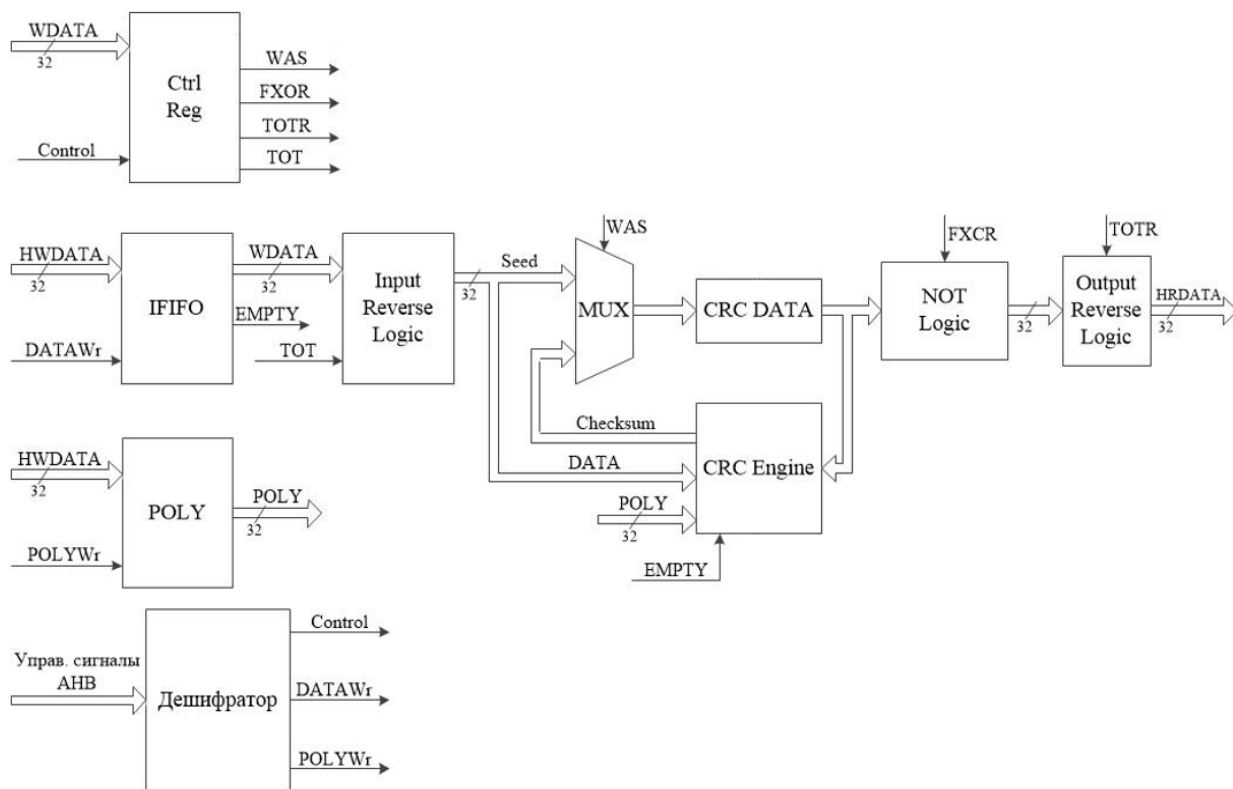 WDATA
32
Control
Ctrl
Reg
WAS
FXOR
TOTR
TOT
HWDATA
32
DATAWr
IFIFO
WDATA
32
EMPTY
TOT
Input
Reverse
Logic
32
Seed
WAS
MUX
CRC DATA
FXCR
NOT
Logic
32
TOTR
Output
Reverse
Logic
HRDATA
32
Checksum
DATA
POLY
32
EMPTY
CRC Engine
HWDATA
32
POLYWr
POLY
POLY
32
Управ. сигналы
AHB
Дешифратор
Control
DATAWr
POLYWr